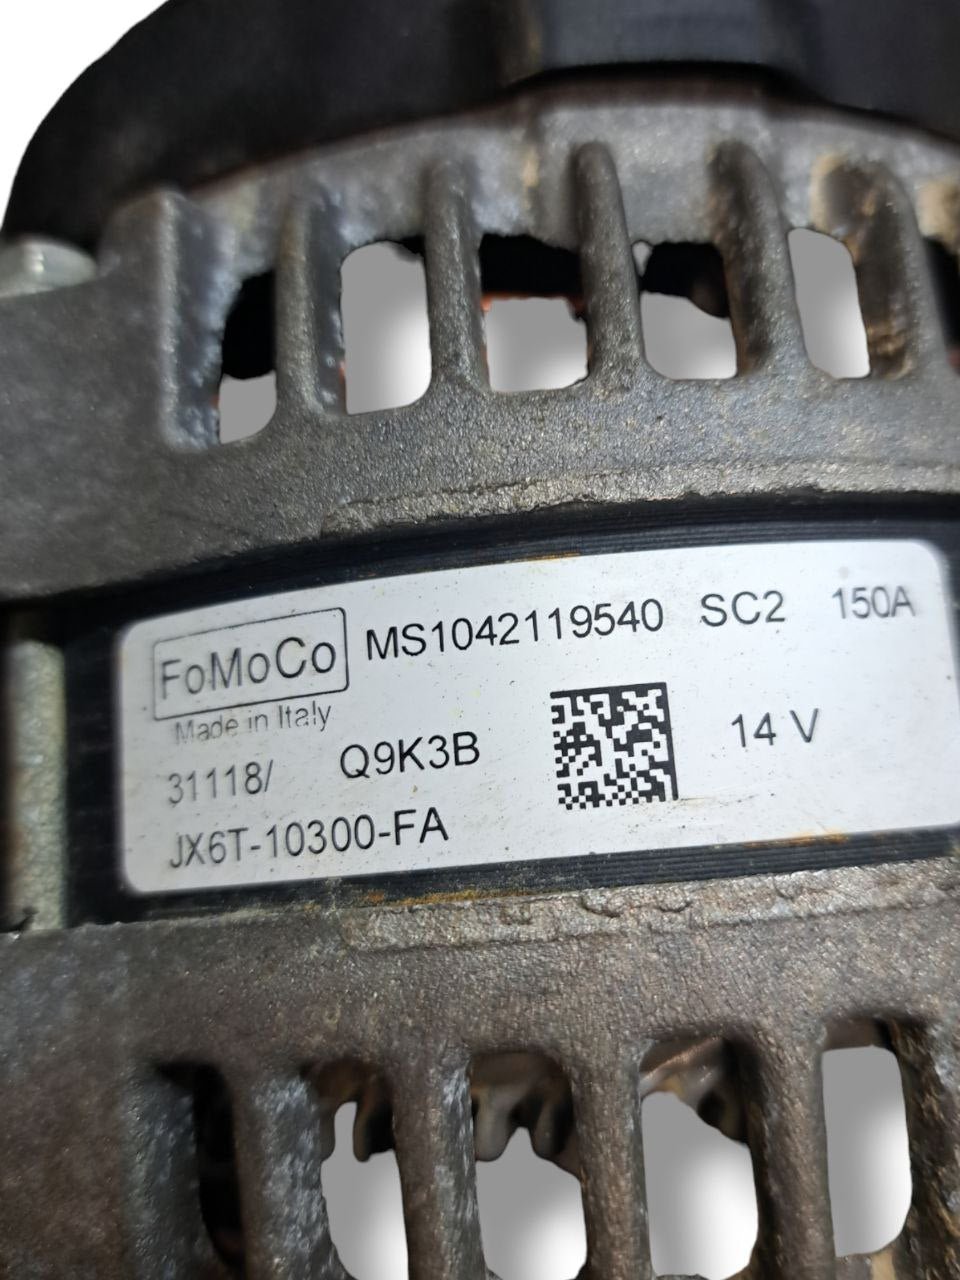 FoMoCo MS1042119540 SC2 150A
Made in Italy
31118/ Q9K3B 14 V
JX6T-10300-FA